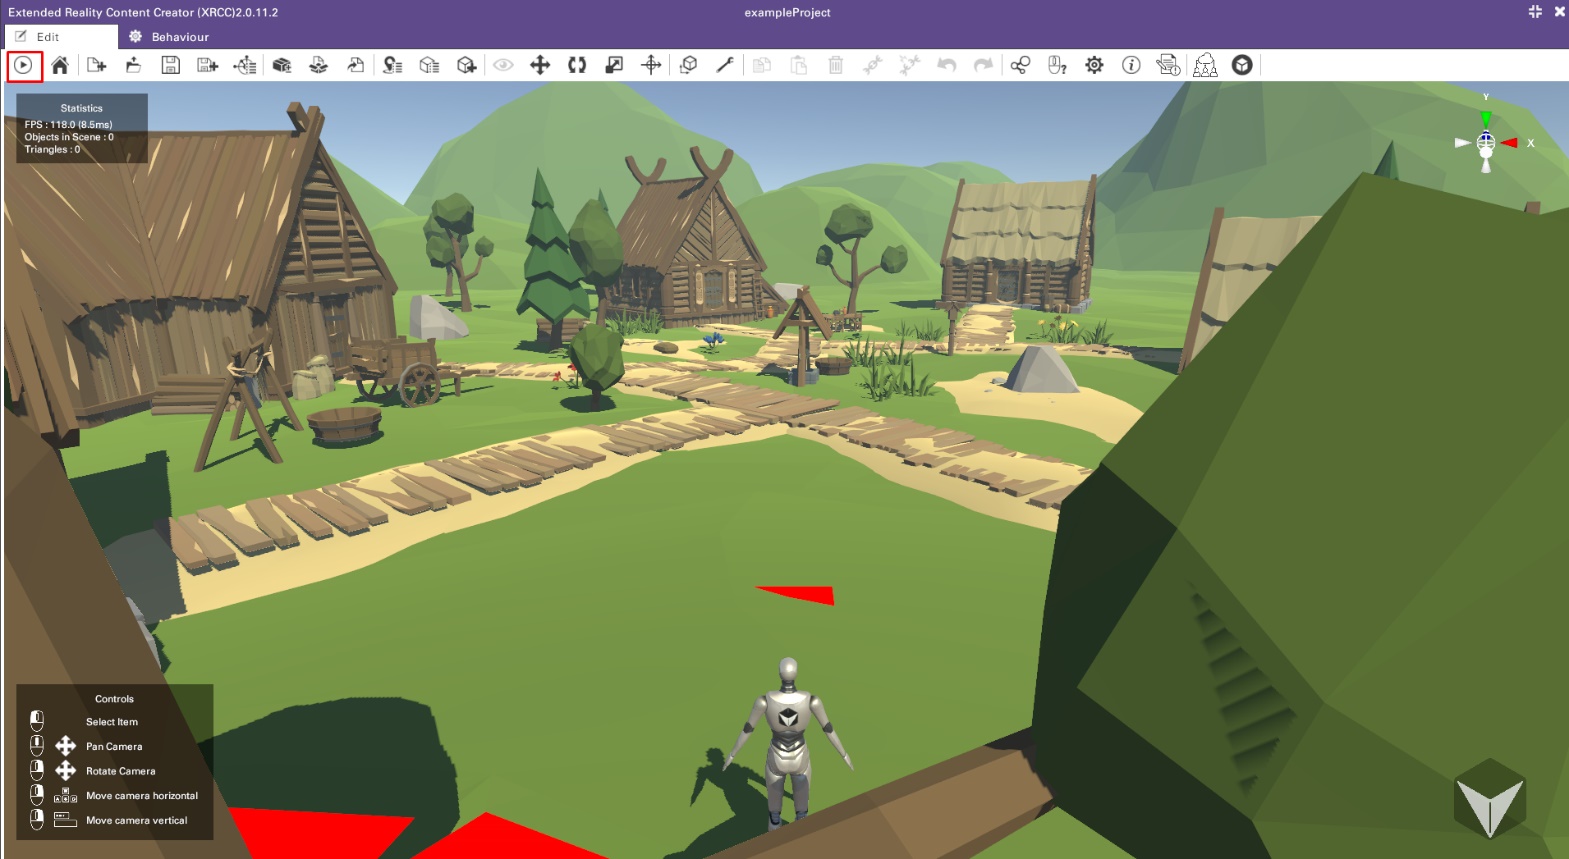 Extended Reality Content Creator (XRCC)2.0.11.2
exampleProject
Edit
Behaviour
Statistics
FPS : 118.0 (8.5ms)
Objects in Scene : 0
Triangles : 0
Y
X
Controls
Select Item
Pan Camera
Rotate Camera
Move camera horizontal
Move camera vertical